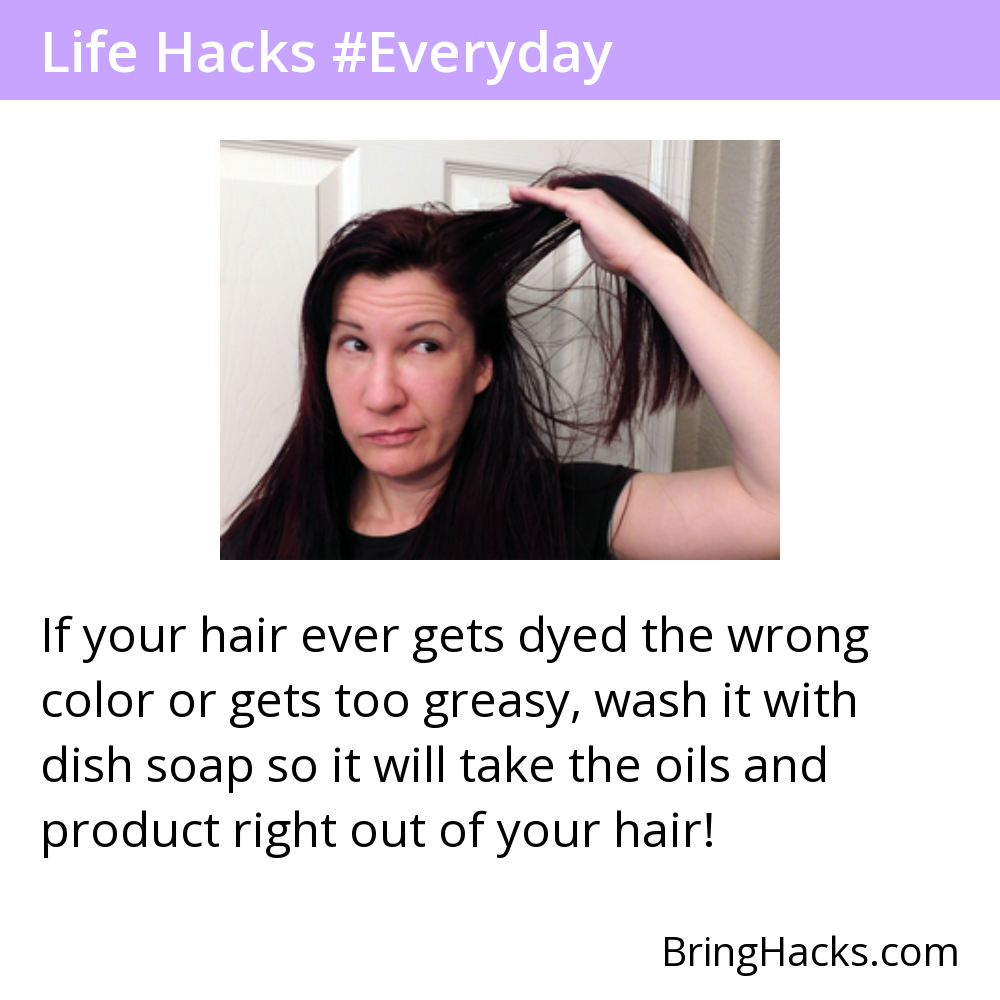 Life Hacks #Everyday
If your hair ever gets dyed the wrong
color or gets too greasy, wash it with
dish soap so it will take the oils and
product right out of your hair!
BringHacks.com